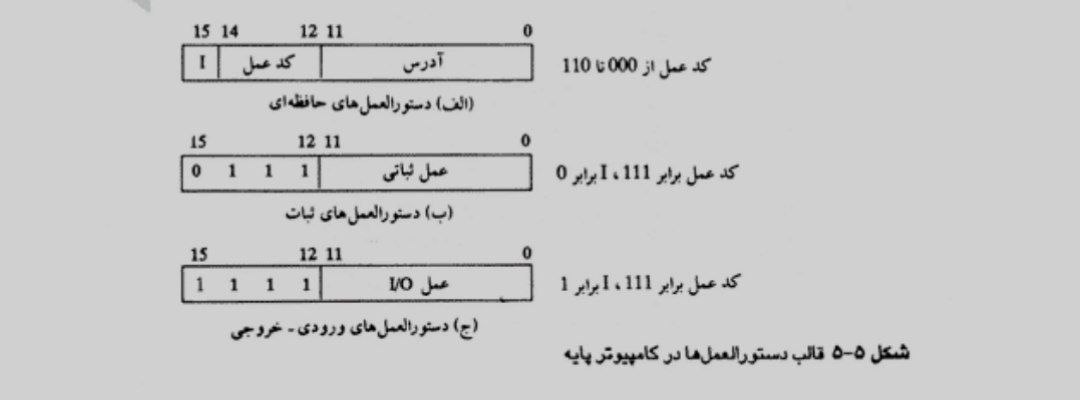 15 14 12 11 0
I کد عمل آدرس
کد عمل از 000 تا 110
(الف) دستورالعمل‌های حافظه‌ای
15 12 11 0
0 1 1 1 عمل ثباتی
کد عمل برابر 111 ، I برابر 0
(ب) دستورالعمل‌های ثبات
15 12 11 0
1 1 1 1 عمل I/O
کد عمل برابر 111 ، I برابر 1
(ج) دستورالعمل‌های ورودی - خروجی
شکل ۵-۵ قالب دستورالعمل‌ها در کامپیوتر پایه